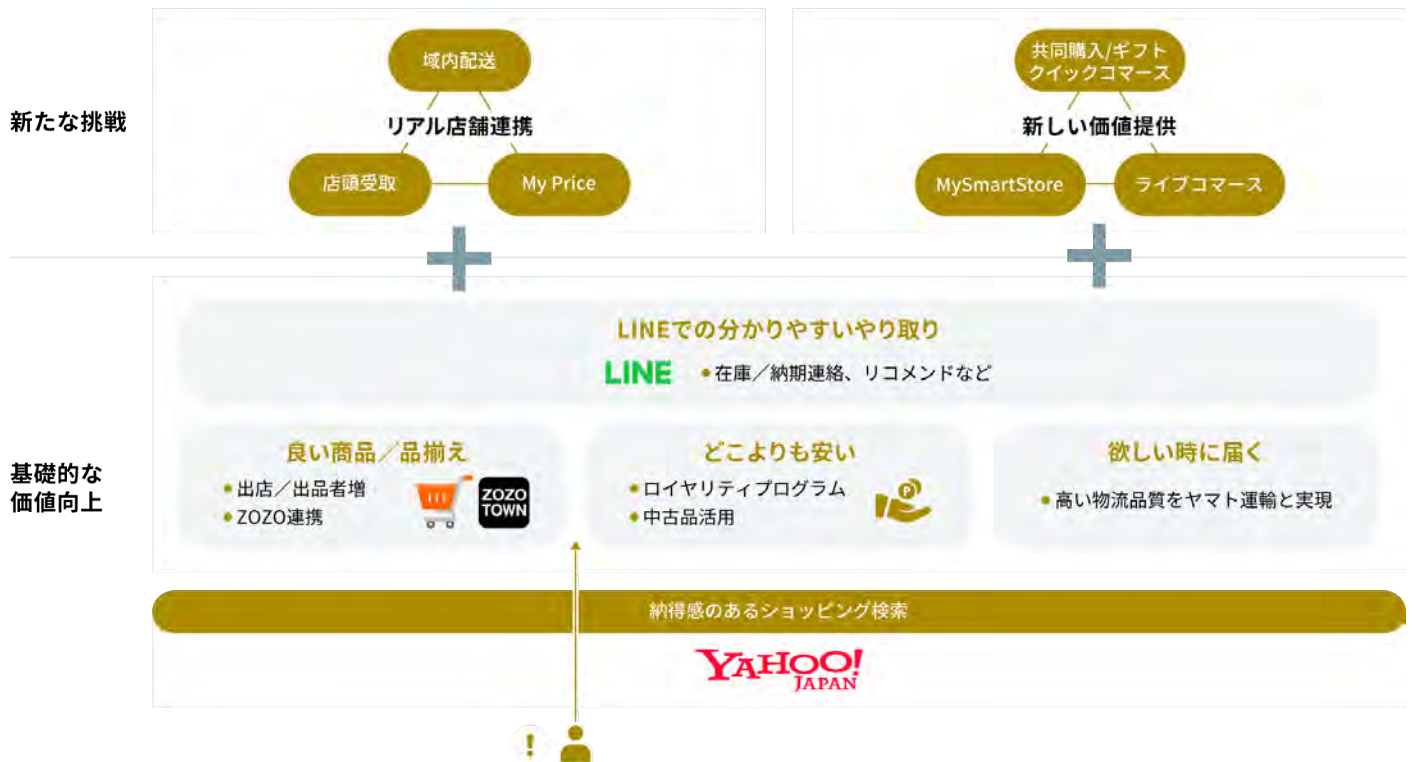 新たな挑戦
域内配送
リアル店舗連携
店頭受取
My Price
共同購入/ギフト
クイックコマース
新しい価値提供
MySmartStore
ライブコマース
基礎的な
価値向上
LINEでの分かりやすいやり取り
LINE
•在庫／納期連絡、リコメンドなど
良い商品／品揃え
•出店／出品者増
•ZOZO連携
ZOZO
TOWN
どこよりも安い
•ロイヤリティプログラム
•中古品活用
P
欲しい時に届く
•高い物流品質をヤマト運輸と実現
納得感のあるショッピング検索
YAHOO!
JAPAN
!